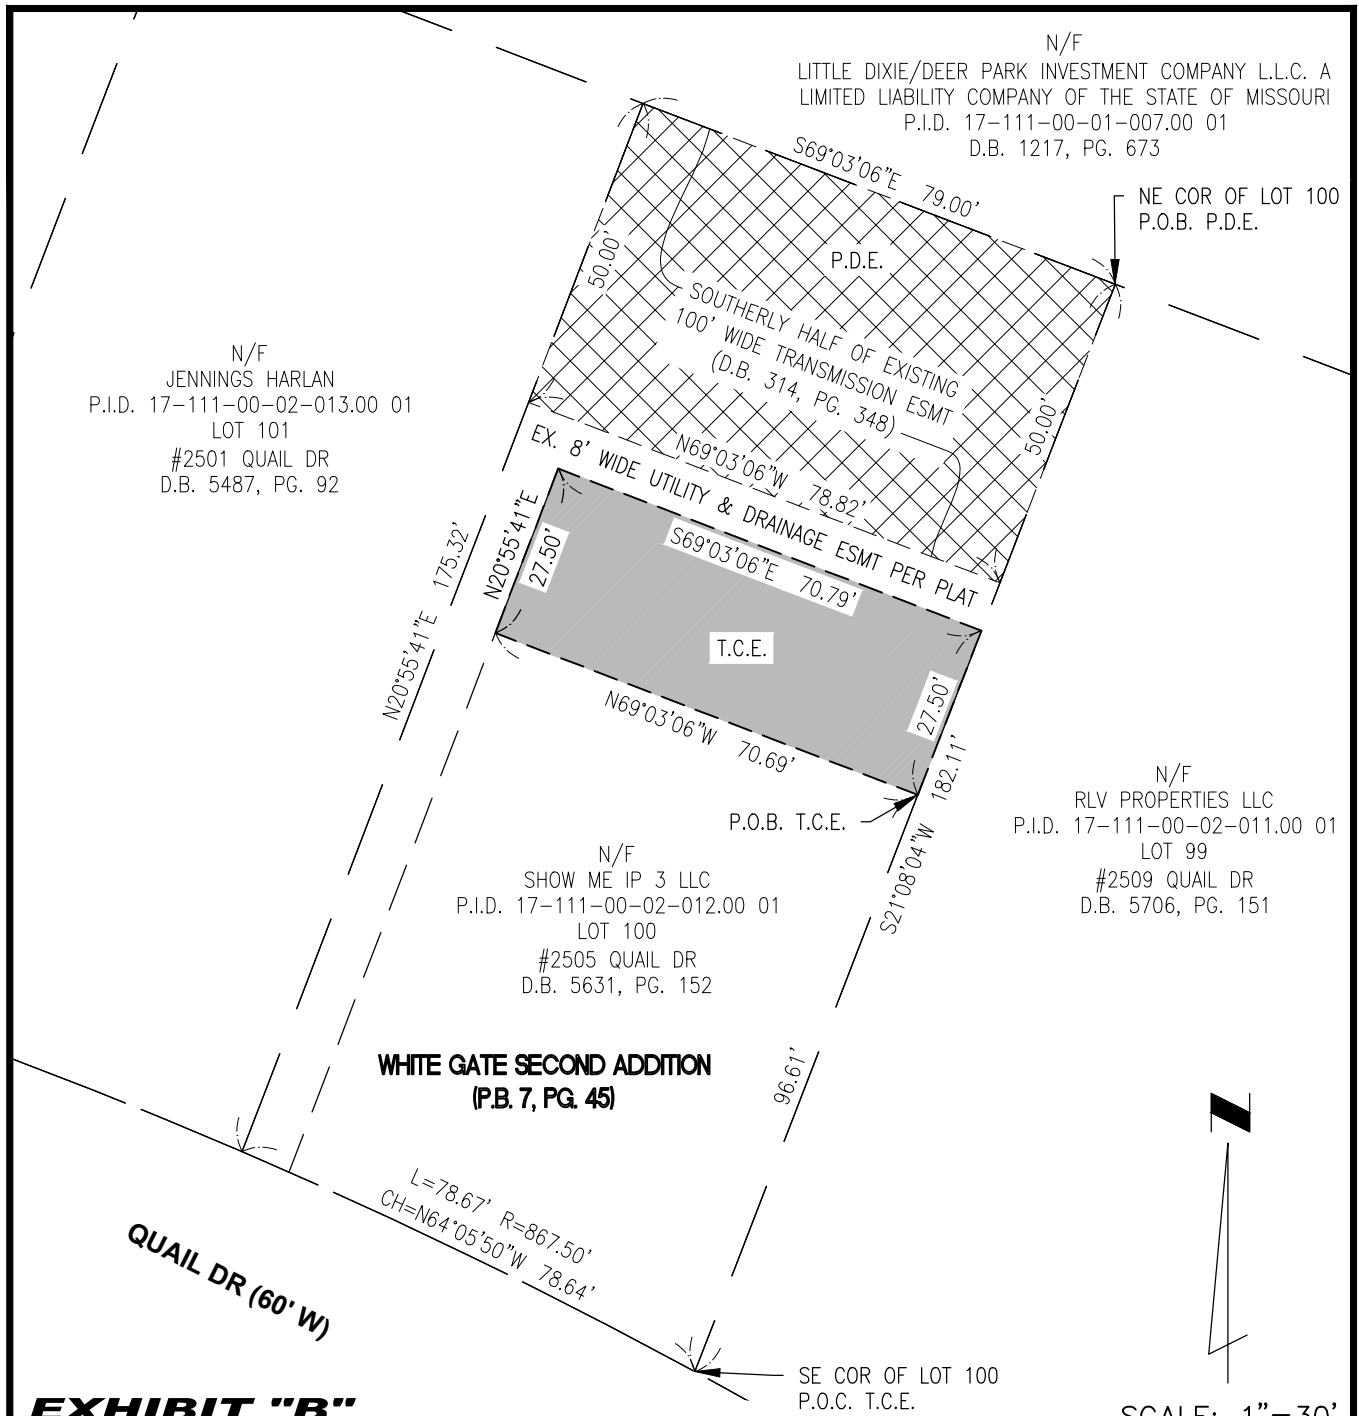 N/F
LITTLE DIXIE/DEER PARK INVESTMENT COMPANY L.L.C. A
LIMITED LIABILITY COMPANY OF THE STATE OF MISSOURI
P.I.D. 17-111-00-01-007.00 01
D.B. 1217, PG. 673
S69°03'06"E 79.00'
NE COR OF LOT 100
P.O.B. P.D.E.
P.D.E.
50.00'
SOUTHERLY HALF OF EXISTING
100' WIDE TRANSMISSION ESMT
(D.B. 314, PG. 348)
50.00'
N/F
JENNINGS HARLAN
P.I.D. 17-111-00-02-013.00 01
LOT 101
#2501 QUAIL DR
D.B. 5487, PG. 92
N69°03'06"W 78.82'
EX. 8' WIDE UTILITY & DRAINAGE ESMT PER PLAT
S69°03'06"E 70.79'
N20°55'41"E
27.50'
N20°55'41"E 175.32'
T.C.E.
27.50'
N69°03'06"W 70.69'
P.O.B. T.C.E.
S21°08'04"W 182.11'
N/F
RLV PROPERTIES LLC
P.I.D. 17-111-00-02-011.00 01
LOT 99
#2509 QUAIL DR
D.B. 5706, PG. 151
N/F
SHOW ME IP 3 LLC
P.I.D. 17-111-00-02-012.00 01
LOT 100
#2505 QUAIL DR
D.B. 5631, PG. 152
WHITE GATE SECOND ADDITION
(P.B. 7, PG. 45)
96.61'
L=78.67' R=867.50'
CH=N64°05'50"W 78.64'
QUAIL DR (60' W)
SE COR OF LOT 100
P.O.C. T.C.E.
EXHIBIT "B"
SCALE: 1"=30'